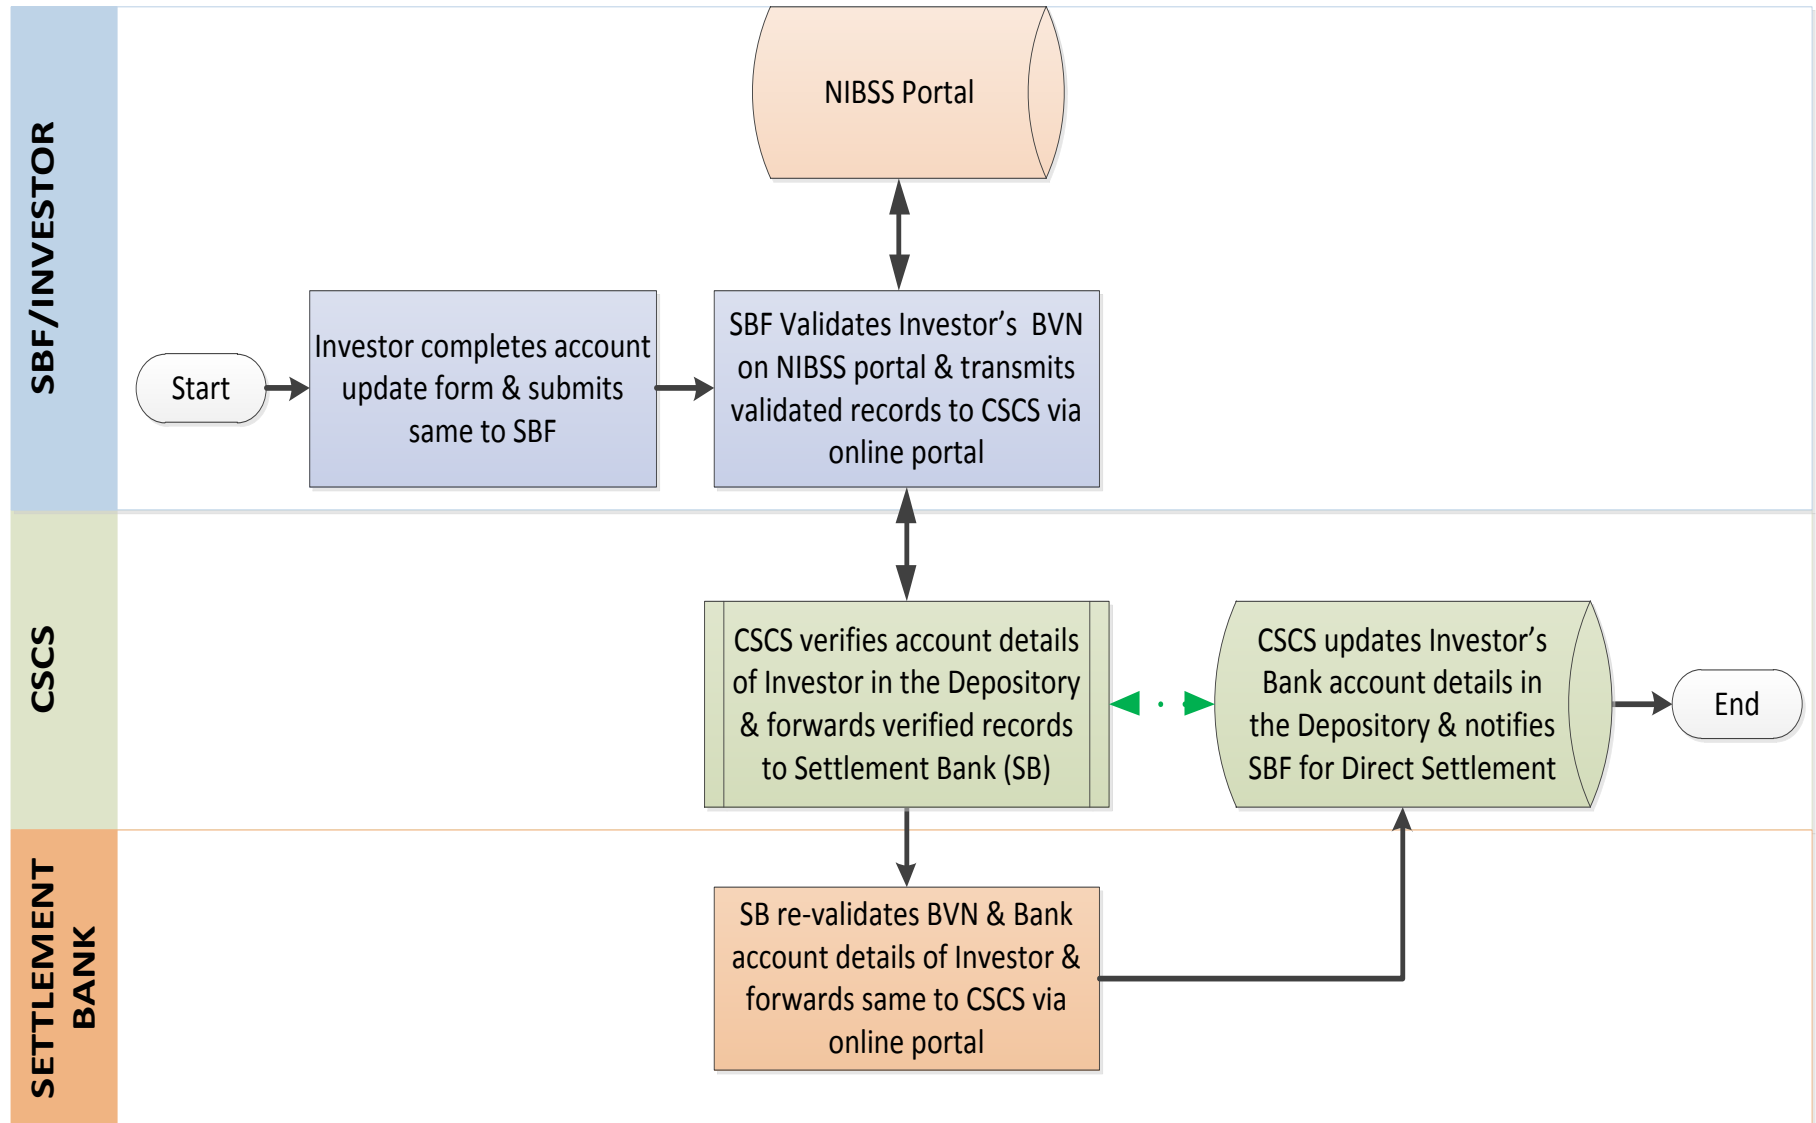 SBF/INVESTOR
NIBSS Portal
Start
Investor completes account
update form & submits
same to SBF
SBF Validates Investor's  BVN
on NIBSS portal & transmits
validated records to CSCS via
online portal
CSCS
CSCS verifies account details
of Investor in the Depository
& forwards verified records
to Settlement Bank (SB)
CSCS updates Investor's
Bank account details in
the Depository & notifies
SBF for Direct Settlement
End
SETTLEMENT
BANK
SB re-validates BVN & Bank
account details of Investor &
forwards same to CSCS via
online portal